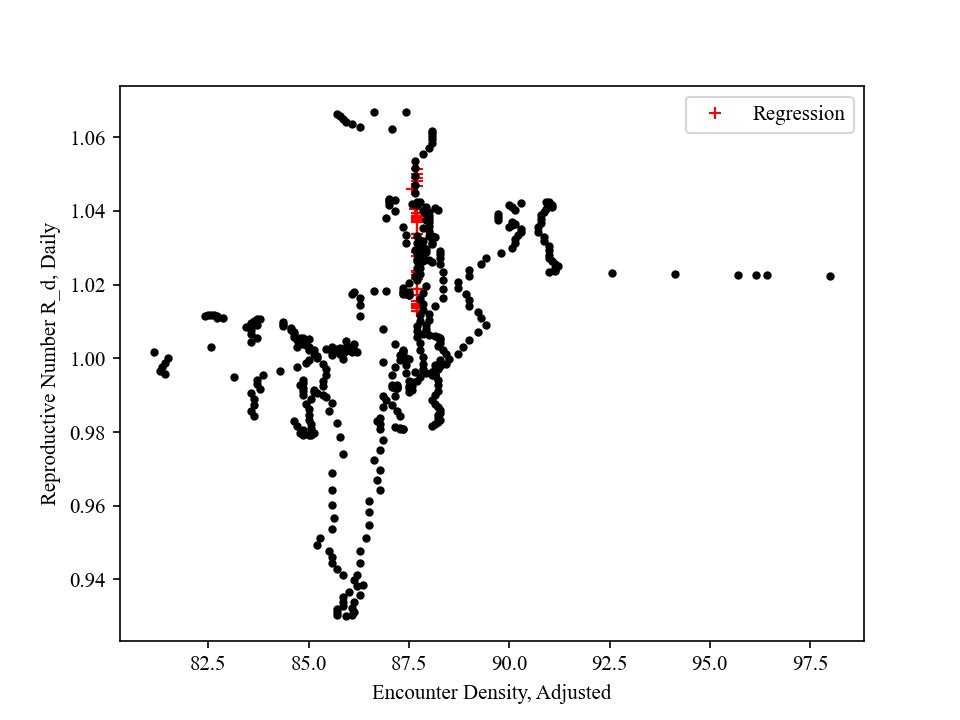 Regression
1.06
1.04
1.02
1.00
0.98
0.96
0.94
Reproductive Number R_d, Daily
82.5 85.0 87.5 90.0 92.5 95.0 97.5
Encounter Density, Adjusted